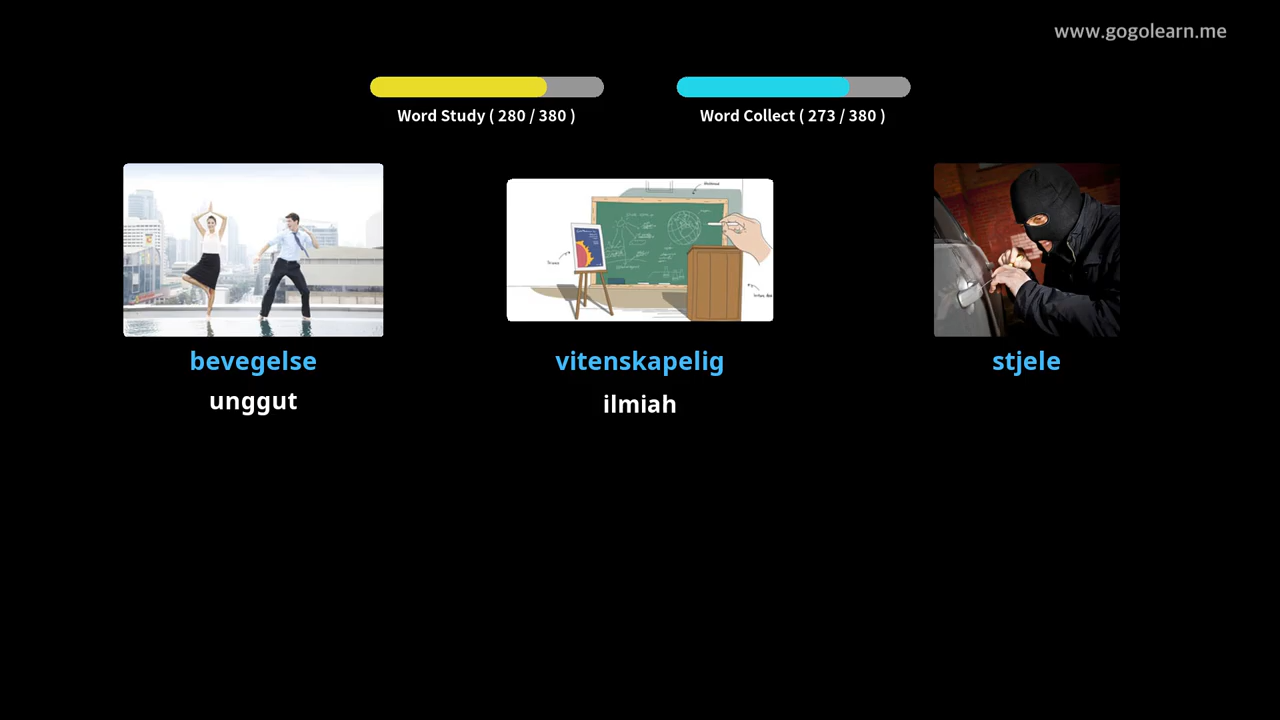 www.gogolearn.me
Word Study ( 280 / 380 )
Word Collect ( 273 / 380 )
bevegelse
unggut
vitenskapelig
ilmiah
stjele